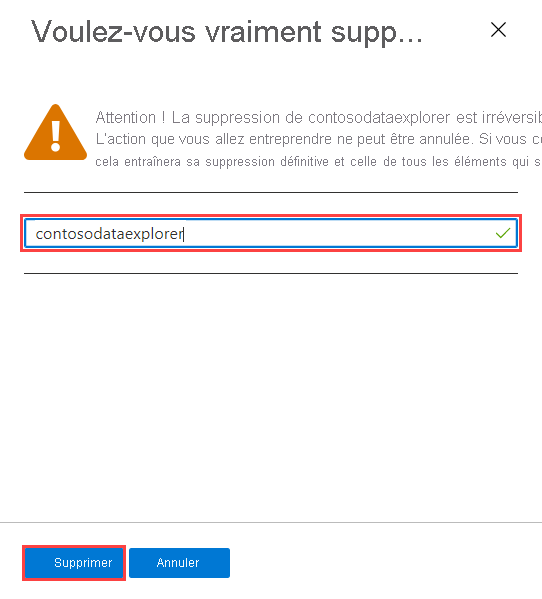 Voulez-vous vraiment supp...
Attention ! La suppression de contosodataexplorer est
L'action que vous allez entreprendre ne peut être annulée. Si vous
cela entraînera sa suppression définitive et celle de tous les éléments qui
contosodataexplorer
Supprimer Annuler